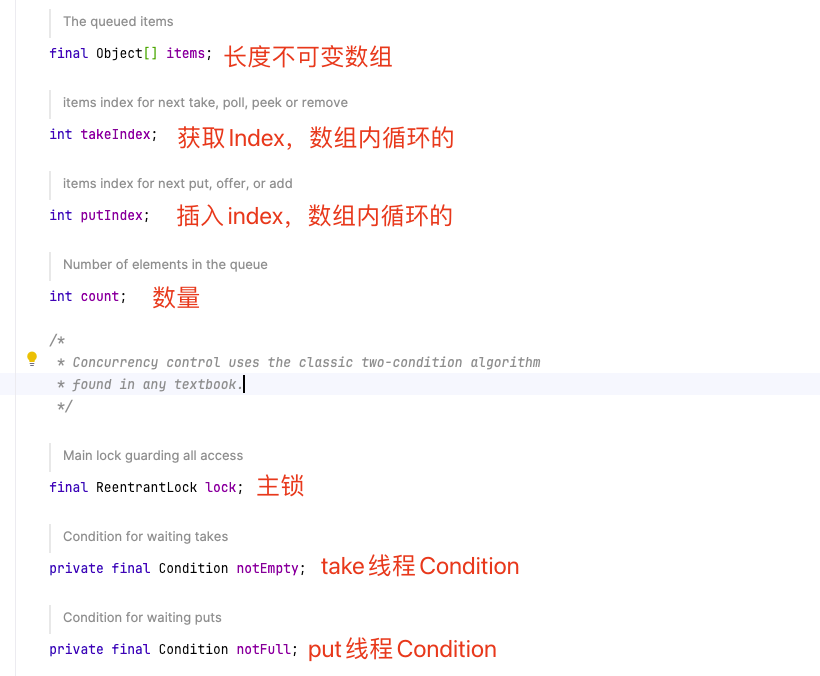 The queued items
final Object[] items; 长度不可变数组
items index for next take, poll, peek or remove
int takeIndex; 获取Index，数组内循环的
items index for next put, offer, or add
int putIndex; 插入index，数组内循环的
Number of elements in the queue
int count; 数量
/*
* Concurrency control uses the classic two-condition algorithm
* found in any textbook.
*/
Main lock guarding all access
final ReentrantLock lock; 主锁
Condition for waiting takes
private final Condition notEmpty; take线程Condition
Condition for waiting puts
private final Condition notFull; put线程Condition